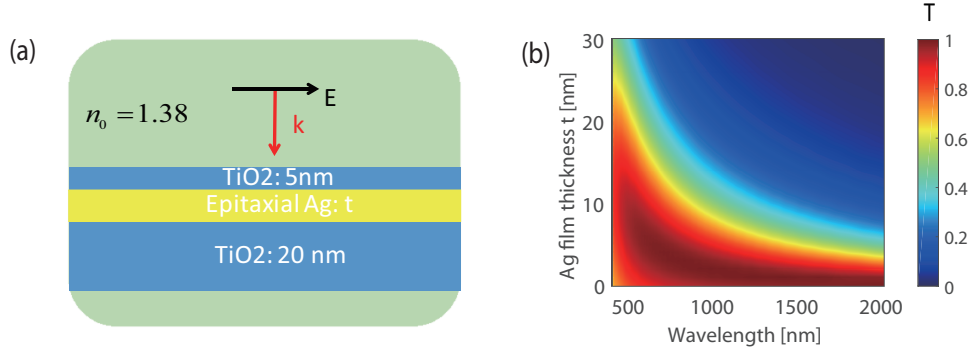 (a)
n₀ = 1.38
E
k
TiO2: 5nm
Epitaxial Ag: t
TiO2: 20 nm
(b)
Ag film thickness t [nm]
30
20
10
0
500 1000 1500 2000
Wavelength [nm]
T
1
0.8
0.6
0.4
0.2
0